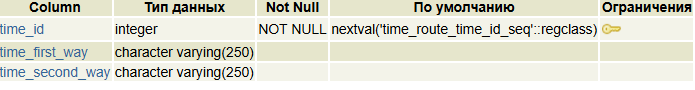 Column Тип данных Not Null По умолчанию Ограничения
time_id integer NOT NULL nextval('time_route_time_id_seq'::regclass)
time_first_way character varying(250)
time_second_way character varying(250)